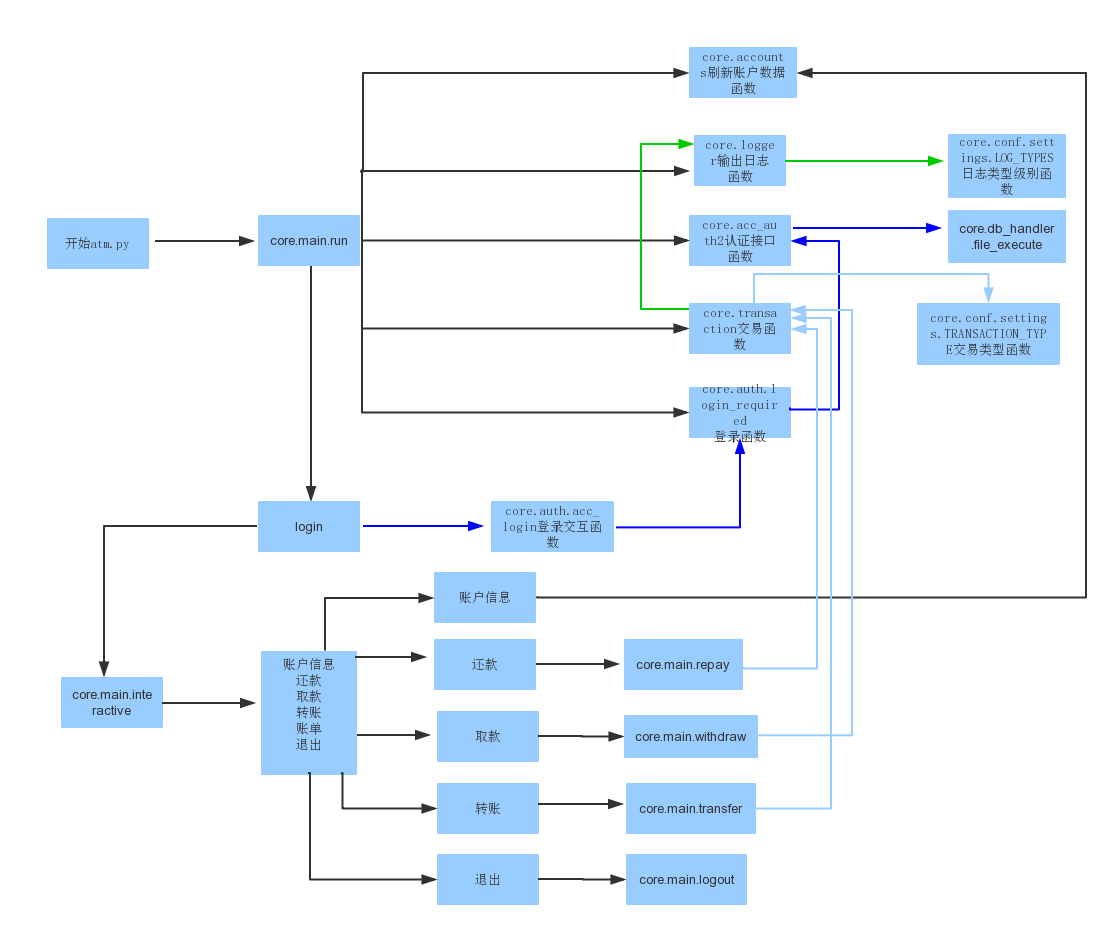 core.account
s刷新账户数据
函数
core.logge
r输出日志
函数
core.conf.sett
ings.LOG_TYPES
日志类型级别函
数
开始atm.py
core.main.run
core.acc_au
th2认证接口
函数
core.db_handler
.file_execute
core.transa
ction交易函
数
core.conf.setting
s.TRANSACTION_TYP
E交易类型函数
core.auth.l
ogin_requir
ed
登录函数
login
core.auth.acc_
login登录交互函
数
账户信息
core.main.inte
ractive
账户信息
还款
取款
转账
账单
退出
还款
core.main.repay
取款
core.main.withdraw
转账
core.main.transfer
退出
core.main.logout